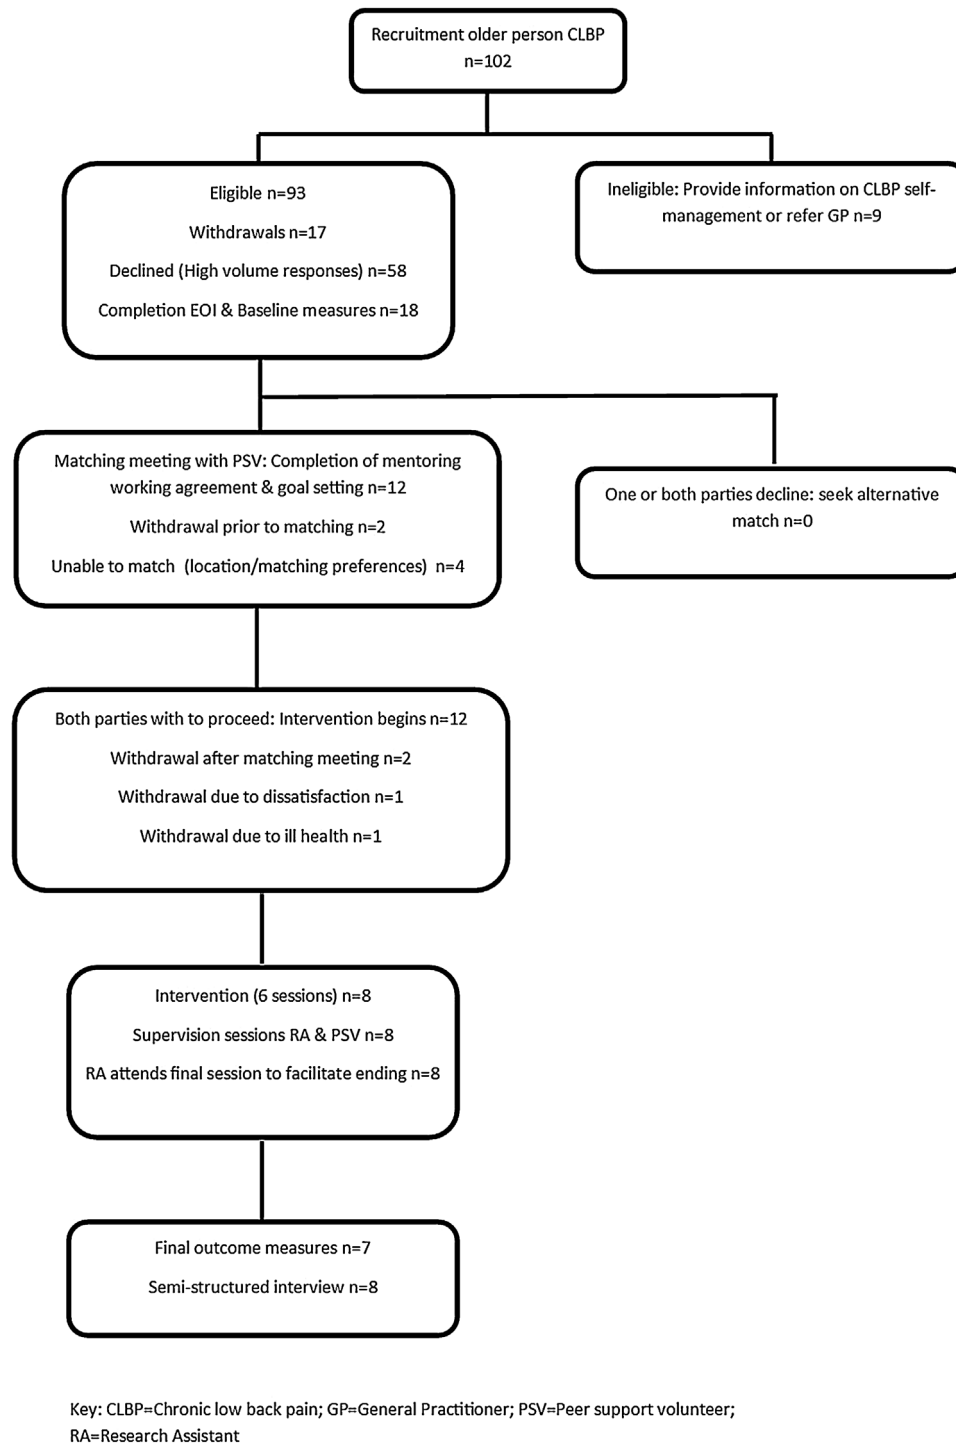 Recruitment older person CLBP
n=102
Eligible n=93
Withdrawals n=17
Declined (High volume responses) n=58
Completion EOI & Baseline measures n=18
Ineligible: Provide information on CLBP self-
management or refer GP n=9
Matching meeting with PSV: Completion of mentoring
working agreement & goal setting n=12
Withdrawal prior to matching n=2
Unable to match (location/matching preferences) n=4
One or both parties decline: seek alternative
match n=0
Both parties with to proceed: Intervention begins n=12
Withdrawal after matching meeting n=2
Withdrawal due to dissatisfaction n=1
Withdrawal due to ill health n=1
Intervention (6 sessions) n=8
Supervision sessions RA & PSV n=8
RA attends final session to facilitate ending n=8
Final outcome measures n=7
Semi-structured interview n=8
Key: CLBP=Chronic low back pain; GP=General Practitioner; PSV=Peer support volunteer;
RA=Research Assistant